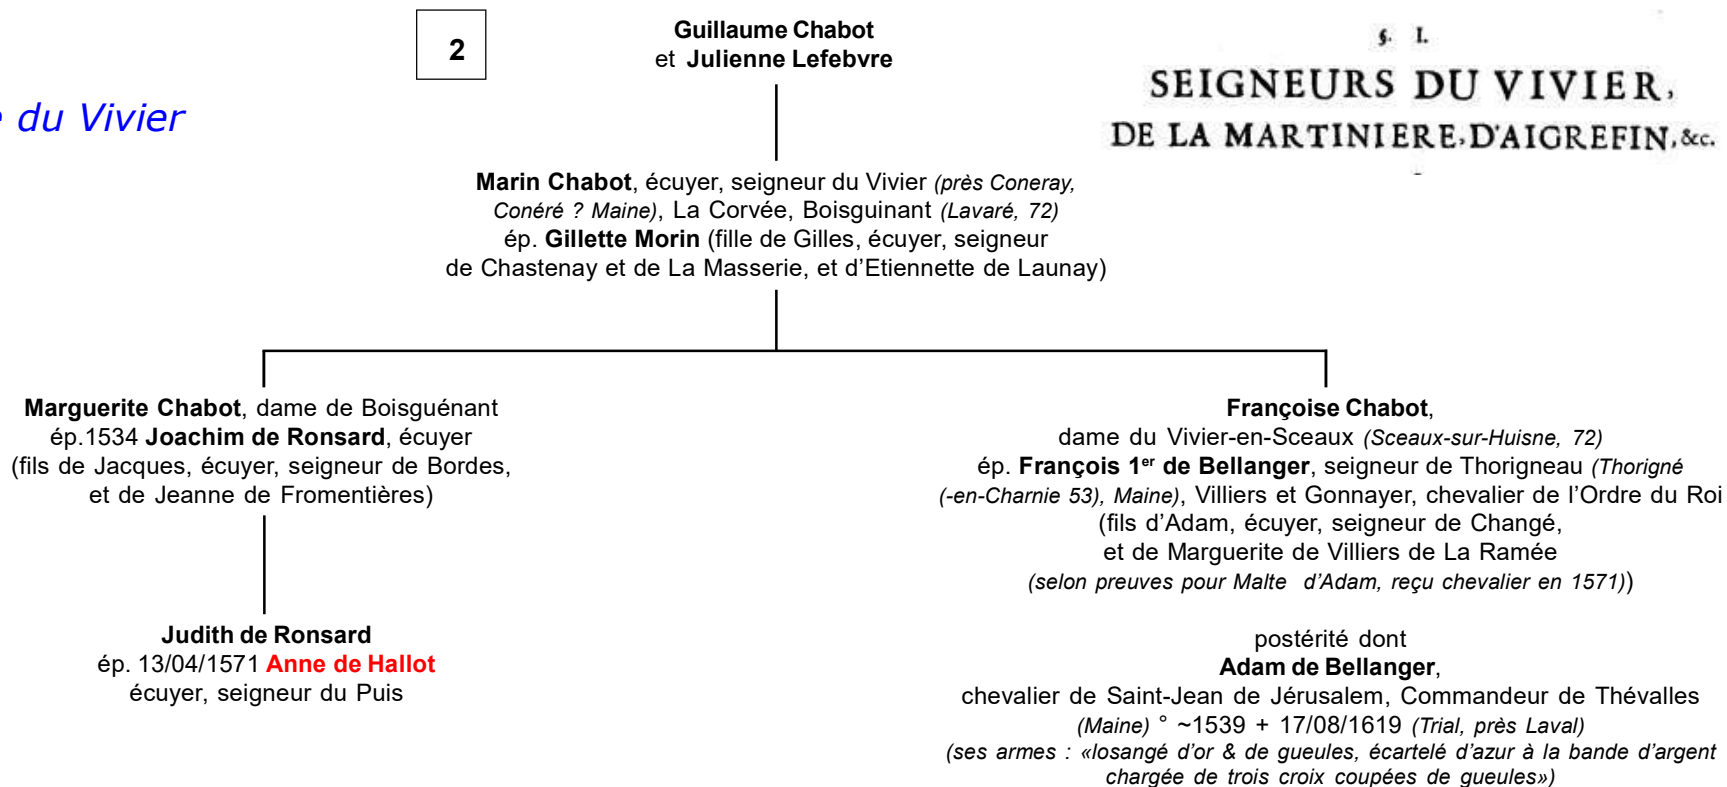 2
Guillaume Chabot
et Julienne Lefebvre
§. I.
SEIGNEURS DU VIVIER,
DE LA MARTINIERE, D'AIGREFIN, &c.
du Vivier
Marin Chabot, écuyer, seigneur du Vivier (près Coneray,
Conéré ? Maine), La Corvée, Boisguinant (Lavaré, 72)
ép. Gillette Morin (fille de Gilles, écuyer, seigneur
de Chastenay et de La Masserie, et d’Etiennette de Launay)
Marguerite Chabot, dame de Boisguénant
ép.1534 Joachim de Ronsard, écuyer
(fils de Jacques, écuyer, seigneur de Bordes,
et de Jeanne de Fromentières)
Judith de Ronsard
ép. 13/04/1571 Anne de Hallot
écuyer, seigneur du Puis
Françoise Chabot,
dame du Vivier-en-Sceaux (Sceaux-sur-Huisne, 72)
ép. François 1er de Bellanger, seigneur de Thorigneau (Thorigné
(-en-Charnie 53), Maine), Villiers et Gonnayer, chevalier de l’Ordre du Roi
(fils d’Adam, écuyer, seigneur de Changé,
et de Marguerite de Villiers de La Ramée
(selon preuves pour Malte d’Adam, reçu chevalier en 1571))
postérité dont
Adam de Bellanger,
chevalier de Saint-Jean de Jérusalem, Commandeur de Thévalles
(Maine) ° ~1539 + 17/08/1619 (Trial, près Laval)
(ses armes : «losangé d’or & de gueules, écartelé d’azur à la bande d’argent
chargée de trois croix coupées de gueules»)